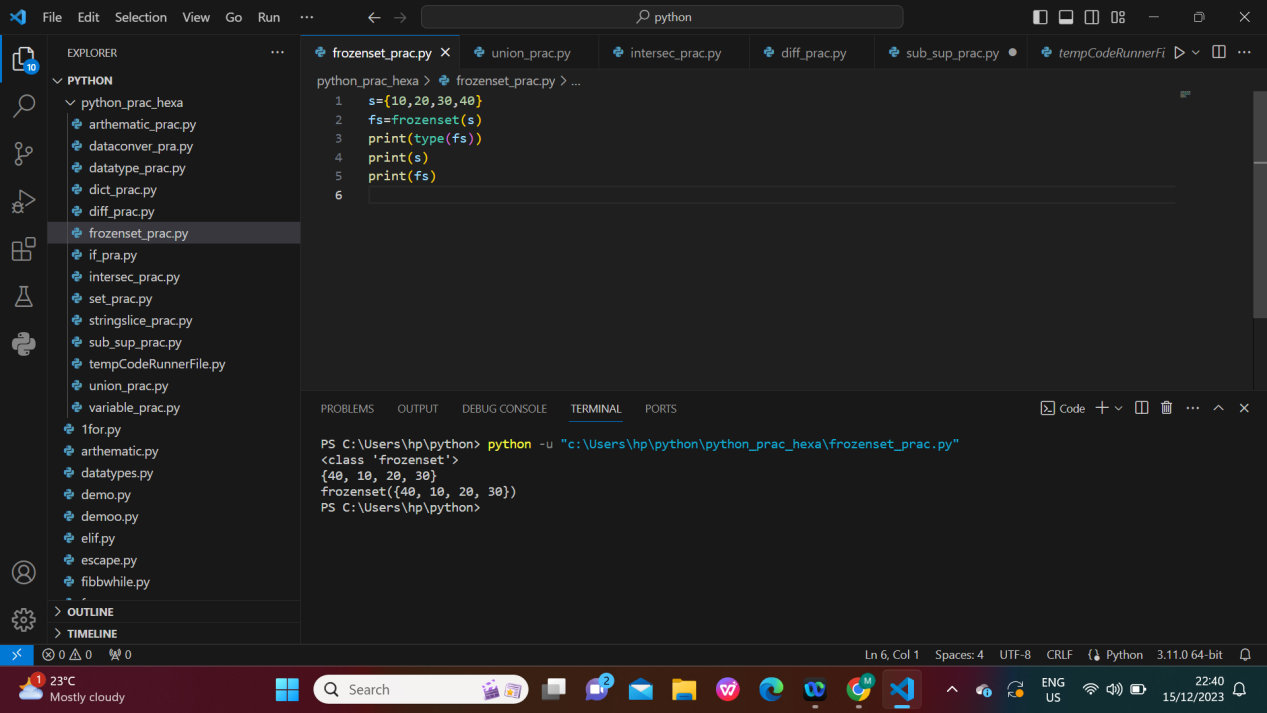 File Edit Selection View Go Run ···
python
EXPLORER ···
frozenset_prac.py union_prac.py intersec_prac.py diff_prac.py sub_sup_prac.py tempCodeRunnerFi
10
PYTHON
python_prac_hexa
arthematic_prac.py
dataconver_pra.py
datatype_prac.py
dict_prac.py
diff_prac.py
frozenset_prac.py
if_pra.py
intersec_prac.py
set_prac.py
stringslice_prac.py
sub_sup_prac.py
tempCodeRunnerFile.py
union_prac.py
variable_prac.py
1for.py
arthematic.py
datatypes.py
demo.py
demoo.py
elif.py
escape.py
fibbwhile.py
OUTLINE
TIMELINE
python_prac_hexa > frozenset_prac.py > ...
1 s={10,20,30,40}
2 fs=frozenset(s)
3 print(type(fs))
4 print(s)
5 print(fs)
6
PROBLEMS OUTPUT DEBUG CONSOLE TERMINAL PORTS Code
PS C:\Users\hp\python> python -u "c:\Users\hp\python\python_prac_hexa\frozenset_prac.py"
<class 'frozenset'>
{40, 10, 20, 30}
frozenset({40, 10, 20, 30})
PS C:\Users\hp\python>
0 0 0 Ln 6, Col 1 Spaces: 4 UTF-8 CRLF Python 3.11.0 64-bit
1 23°C
Mostly cloudy
Search
2
M
ENG
US
22:40
15/12/2023